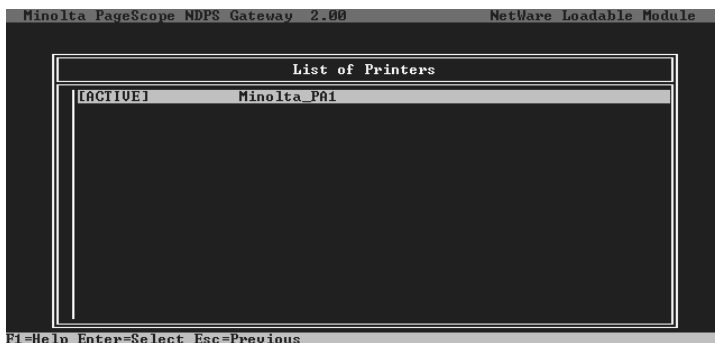 Minolta PageScope NDPS Gateway 2.00 NetWare Loadable Module
List of Printers
[ACTIVE] Minolta_PA1
F1=Help Enter=Select Esc=Previous